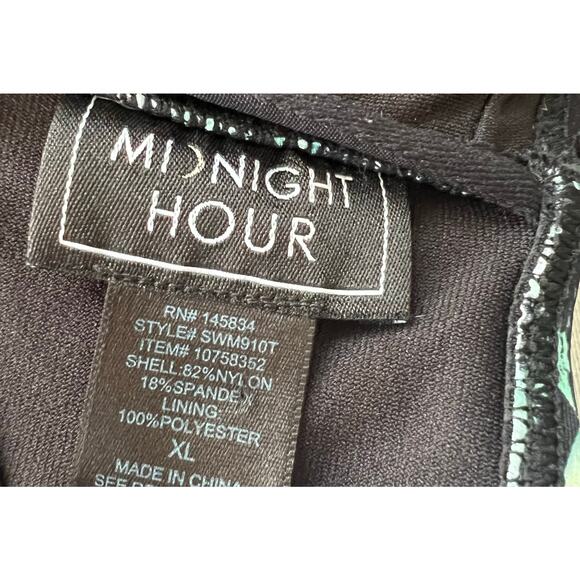 MIDNIGHT
HOUR
RN# 145834
STYLE# SWM910T
ITEM# 10758352
SHELL:82%NYLON
18%SPANDEX
LINING:
100%POLYESTER
XL
MADE IN CHINA
SEE